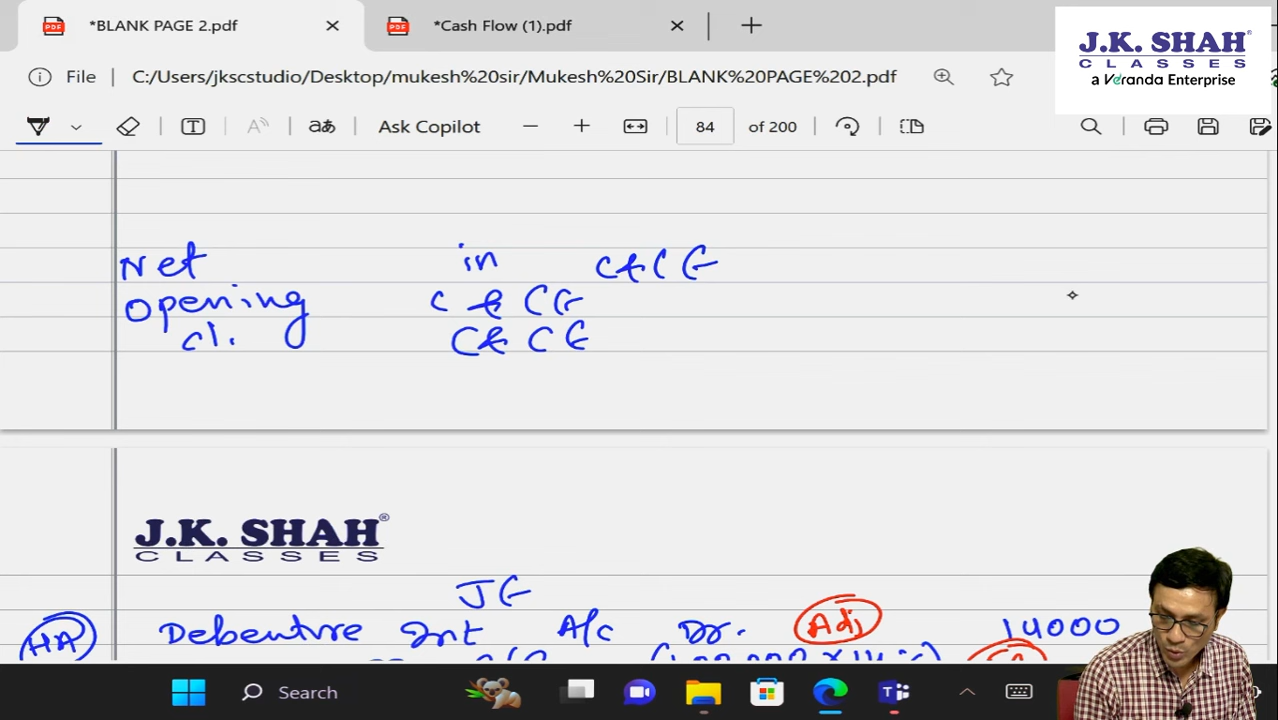 *BLANK PAGE 2.pdf
*Cash Flow (1).pdf
J.K. SHAH®
CLASSES
a Veranda Enterprise
File C:/Users/jkscstudio/Desktop/mukesh%20sir/Mukesh%20Sir/BLANK%20PAGE%202.pdf
Ask Copilot 84 of 200
Net in C&CE
Opening C & CE
cl. C& CE
J.K. SHAH®
CLASSES
JE
HA Debenture Int A/c Dr. Adj 14000
Search